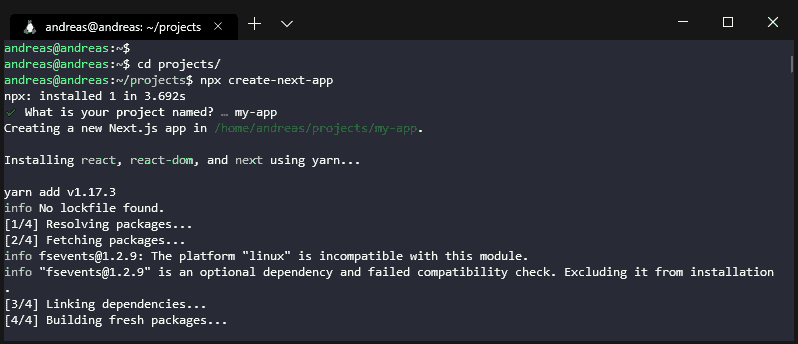 andreas@andreas: ~/projects
andreas@andreas:~$
andreas@andreas:~$ cd projects/
andreas@andreas:~/projects$ npx create-next-app
npx: installed 1 in 3.692s
✓ What is your project named? … my-app
Creating a new Next.js app in /home/andreas/projects/my-app.
Installing react, react-dom, and next using yarn...
yarn add v1.17.3
info No lockfile found.
[1/4] Resolving packages...
[2/4] Fetching packages...
info fsevents@1.2.9: The platform "linux" is incompatible with this module.
info "fsevents@1.2.9" is an optional dependency and failed compatibility check. Excluding it from installation
.
[3/4] Linking dependencies...
[4/4] Building fresh packages...